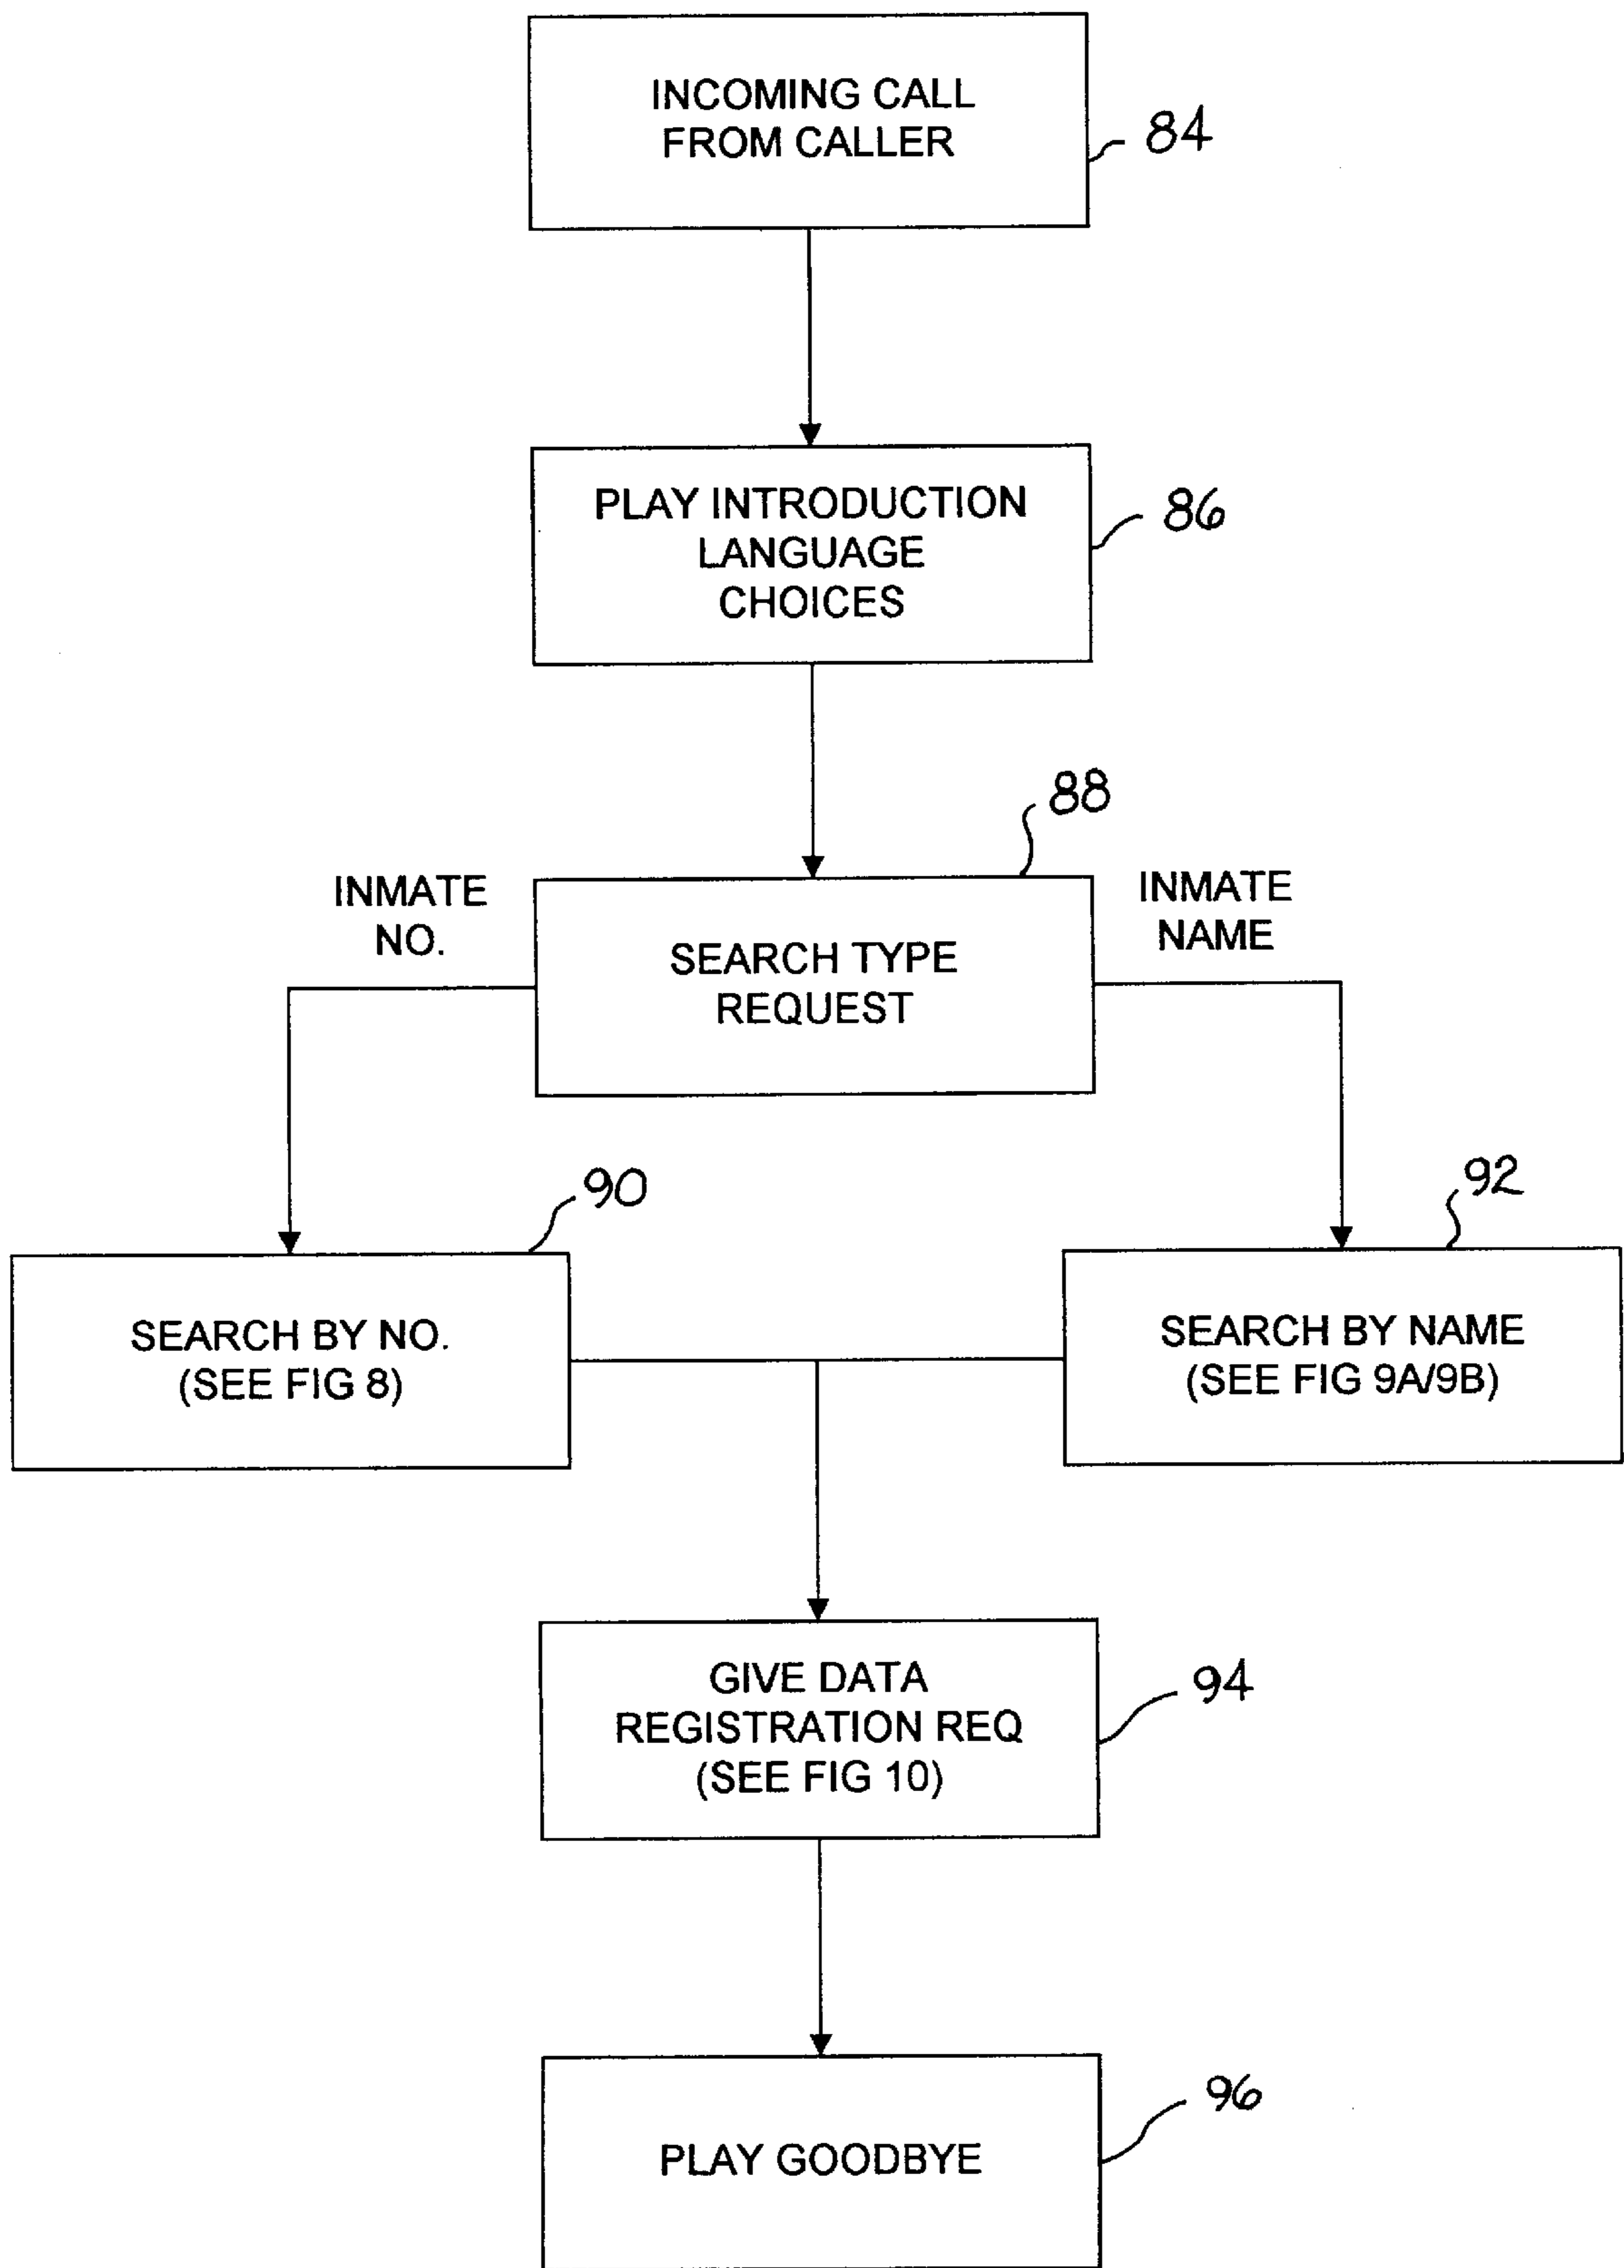 INCOMING CALL
FROM CALLER
84
PLAY INTRODUCTION
LANGUAGE
CHOICES
86
88
INMATE
NO.
INMATE
NAME
SEARCH TYPE
REQUEST
90
92
SEARCH BY NO.
(SEE FIG 8)
SEARCH BY NAME
(SEE FIG 9A/9B)
GIVE DATA
REGISTRATION REQ
(SEE FIG 10)
94
PLAY GOODBYE
96